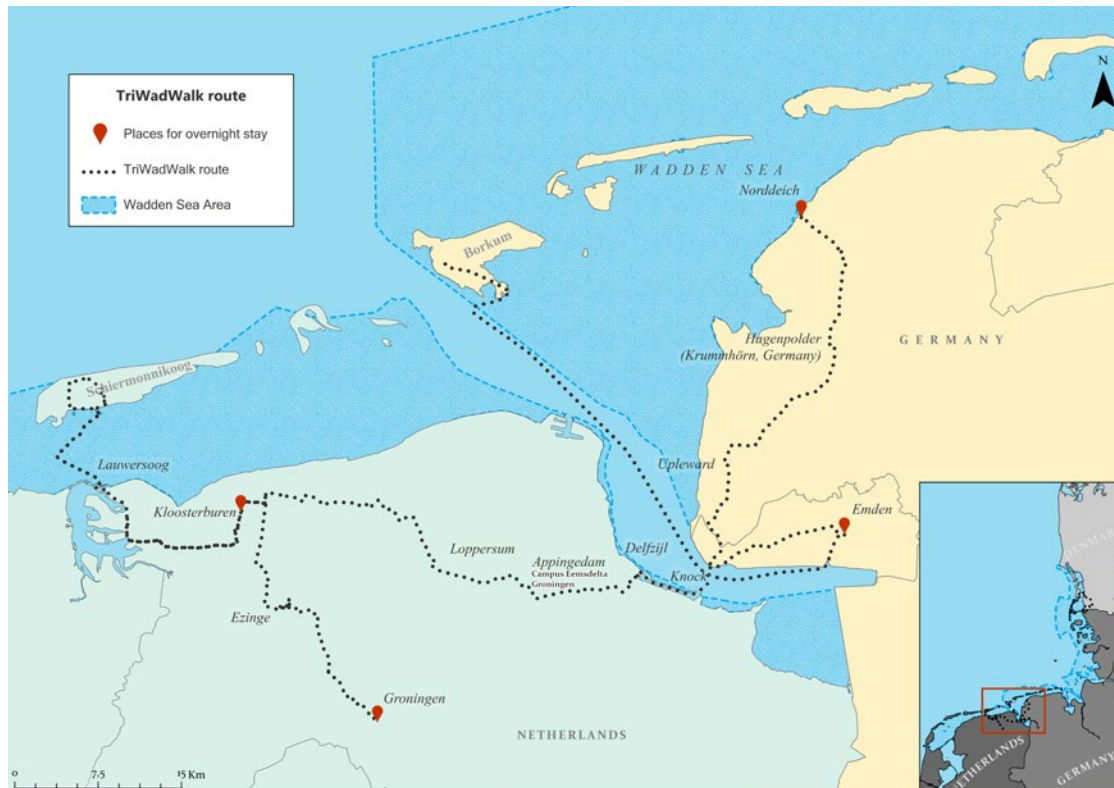 TriWadWalk route
Places for overnight stay
TriWadWalk route
Wadden Sea Area
N
WADDEN SEA
Norddeich
Borkum
Hagenpolder
(Krummhörn, Germany)
GERMANY
Schiermonnikoog
Lauwersoog
Upleward
Kloosterburen
Emden
Loppersum
Delfzijl
Appingedam
Campus Eemsdelta
Groningen
Knock
Ezinge
Groningen
NETHERLANDS
0 7.5 15 Km
DENMARK
NETHERLANDS
GERMANY